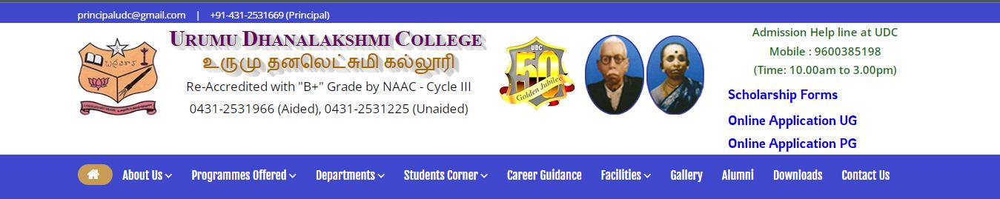 principaludc@gmail.com | +91-431-2531669 (Principal)
URUMU DHANALAKSHMI COLLEGE
உருமு தனலெட்சுமி கல்லூரி
Re-Accredited with "B+" Grade by NAAC - Cycle III
0431-2531966 (Aided), 0431-2531225 (Unaided)
UDC
50
Golden Jubilee
Admission Help line at UDC
Mobile : 9600385198
(Time: 10.00am to 3.00pm)
Scholarship Forms
Online Application UG
Online Application PG
About Us Programmes Offered Departments Students Corner Career Guidance Facilities Gallery Alumni Downloads Contact Us